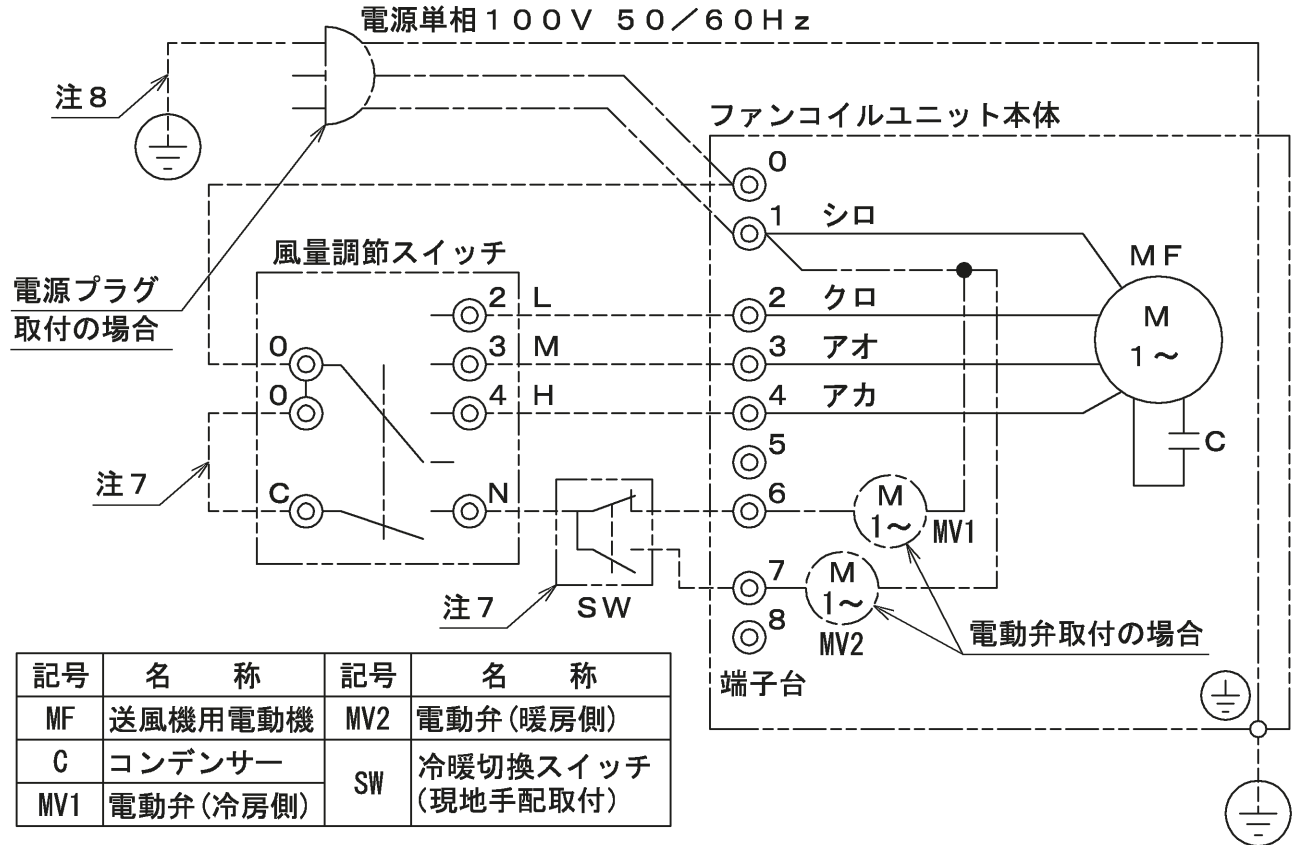 電源単相１００Ｖ ５０／６０Ｈｚ
注８
ファンコイルユニット本体
0
1 シロ
風量調節スイッチ
MF
電源プラグ
取付の場合
2 L
2 クロ
M
1～
0
3 M
3 アオ
0
4 H
4 アカ
C
5
注７
C
N
6
M
1～
MV1
7
M
1～
MV2
注７
SW
8
電動弁取付の場合
端子台
記号 名　称 記号 名　称
MF 送風機用電動機 MV2 電動弁(暖房側)
C コンデンサー SW 冷暖切換スイッチ
(現地手配取付)
MV1 電動弁(冷房側)